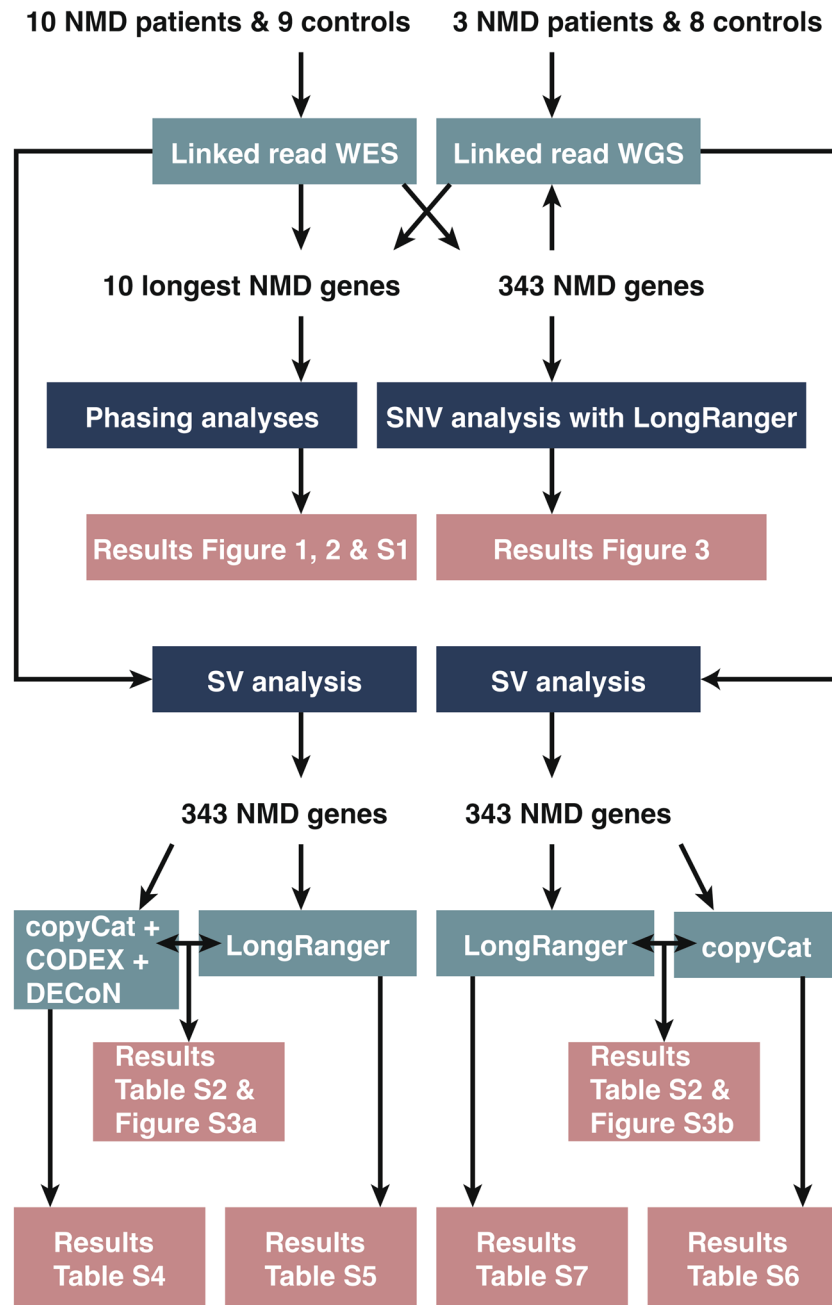 10 NMD patients & 9 controls
3 NMD patients & 8 controls
Linked read WES
Linked read WGS
10 longest NMD genes
343 NMD genes
Phasing analyses
SNV analysis with LongRanger
Results Figure 1, 2 & S1
Results Figure 3
SV analysis
SV analysis
343 NMD genes
343 NMD genes
copyCat +
CODEX +
DECoN
LongRanger
LongRanger
copyCat
Results
Table S2 &
Figure S3a
Results
Table S2 &
Figure S3b
Results
Table S4
Results
Table S5
Results
Table S7
Results
Table S6